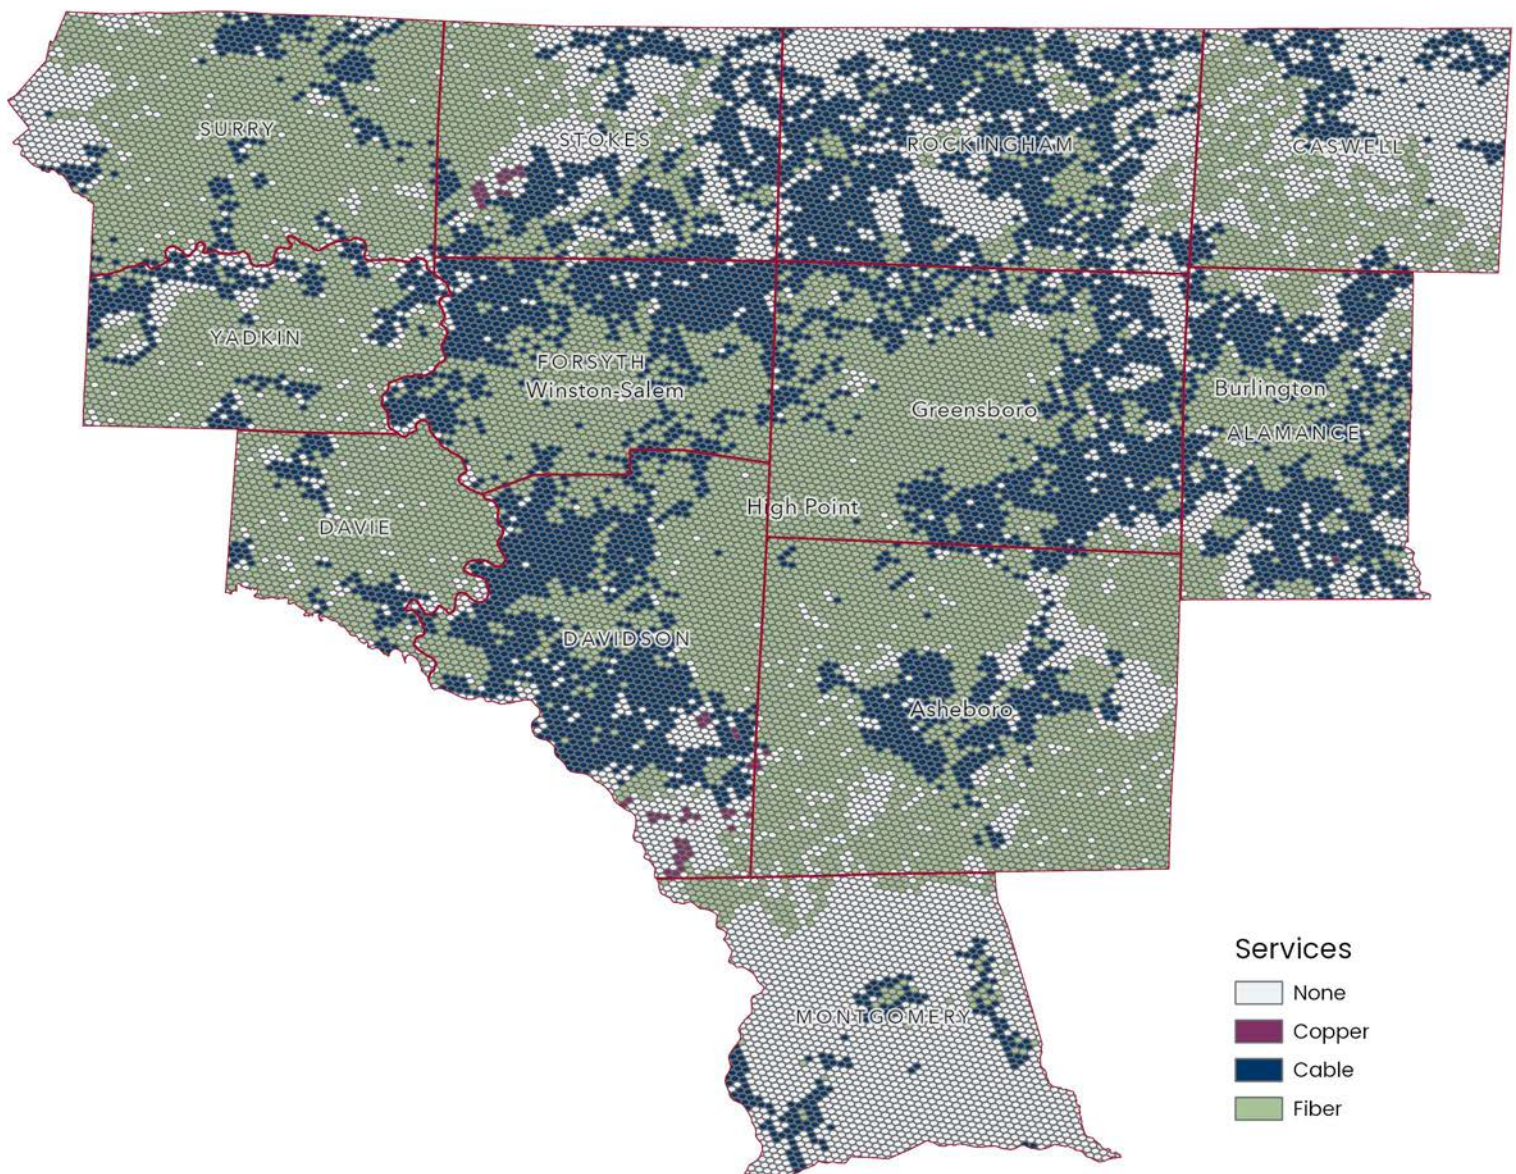 SURRY
STOKES
ROCKINGHAM
CASWELL
YADKIN
FORSYTH
Winston-Salem
Greensboro
Burlington
ALAMANCE
High Point
DAVIE
DAVIDSON
Asheboro
MONTGOMERY
Services
None
Copper
Cable
Fiber